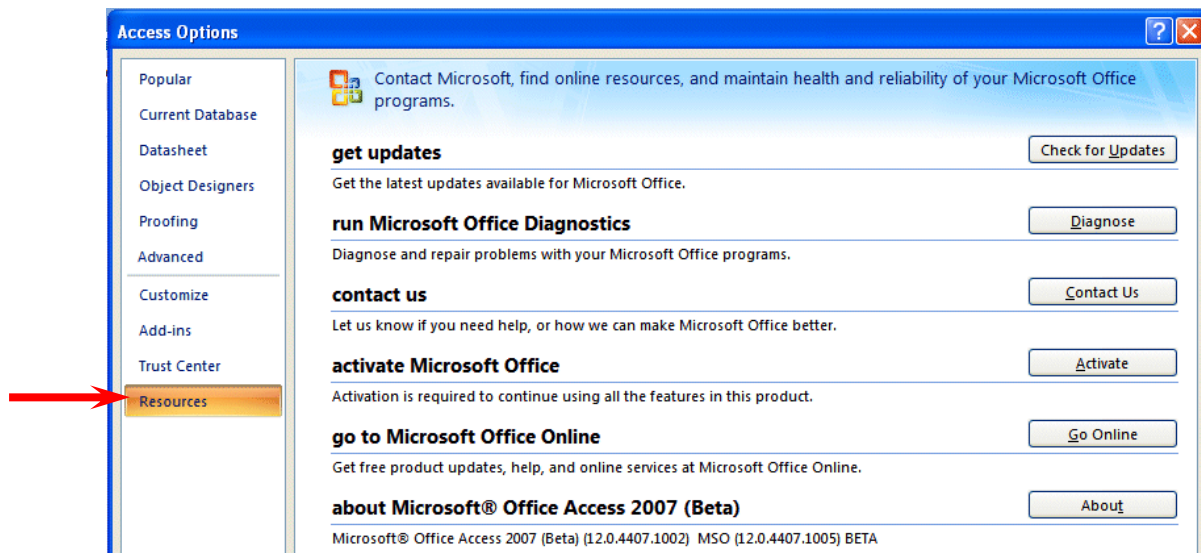 Access Options
Popular
Current Database
Datasheet
Object Designers
Proofing
Advanced
Customize
Add-ins
Trust Center
Resources
Contact Microsoft, find online resources, and maintain health and reliability of your Microsoft Office
programs.
get updates
Check for Updates
Get the latest updates available for Microsoft Office.
run Microsoft Office Diagnostics
Diagnose
Diagnose and repair problems with your Microsoft Office programs.
contact us
Contact Us
Let us know if you need help, or how we can make Microsoft Office better.
activate Microsoft Office
Activate
Activation is required to continue using all the features in this product.
go to Microsoft Office Online
Go Online
Get free product updates, help, and online services at Microsoft Office Online.
about Microsoft® Office Access 2007 (Beta)
About
Microsoft® Office Access 2007 (Beta) (12.0.4407.1002) MSO (12.0.4407.1005) BETA